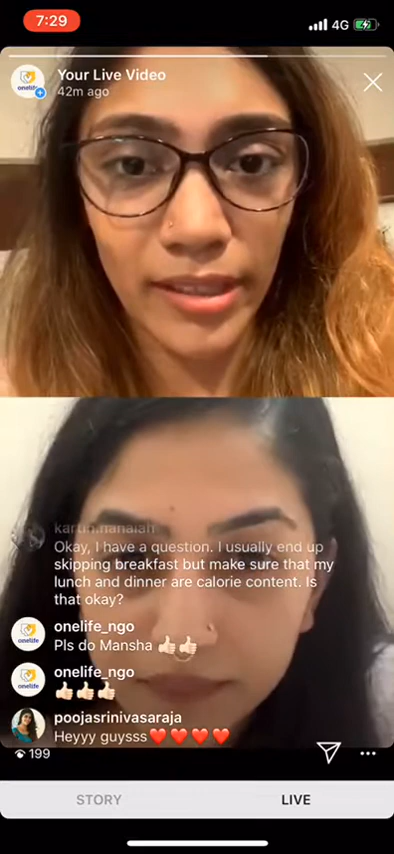 7:29
4G
onelife
Your Live Video
42m ago
Okay, I have a question. I usually end up
skipping breakfast but make sure that my
lunch and dinner are calorie content. Is
that okay?
onelife
onelife_ngo
Pls do Mansha 👍🏻👍🏻
onelife
onelife_ngo
👍🏻👍🏻👍🏻
poojasrinivasaraja
Heyyy guysss❤️❤️❤️❤️
199
STORY
LIVE